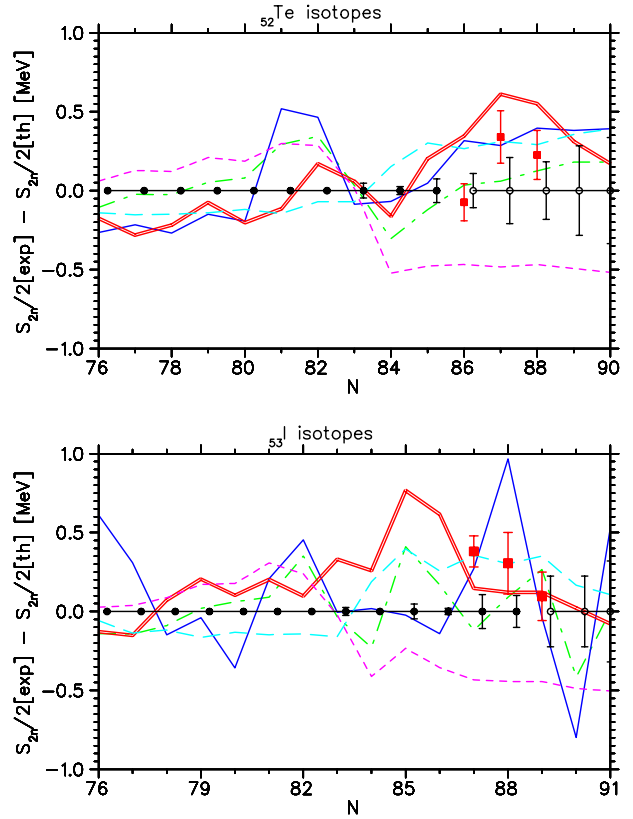 52Te isotopes
S2n/2[exp] − S2n/2[th] [MeV]
1.0
0.5
0.0
−0.5
−1.0
76 78 80 82 84 86 88 90
N
53I isotopes
S2n/2[exp] − S2n/2[th] [MeV]
1.0
0.5
0.0
−0.5
−1.0
76 79 82 85 88 91
N